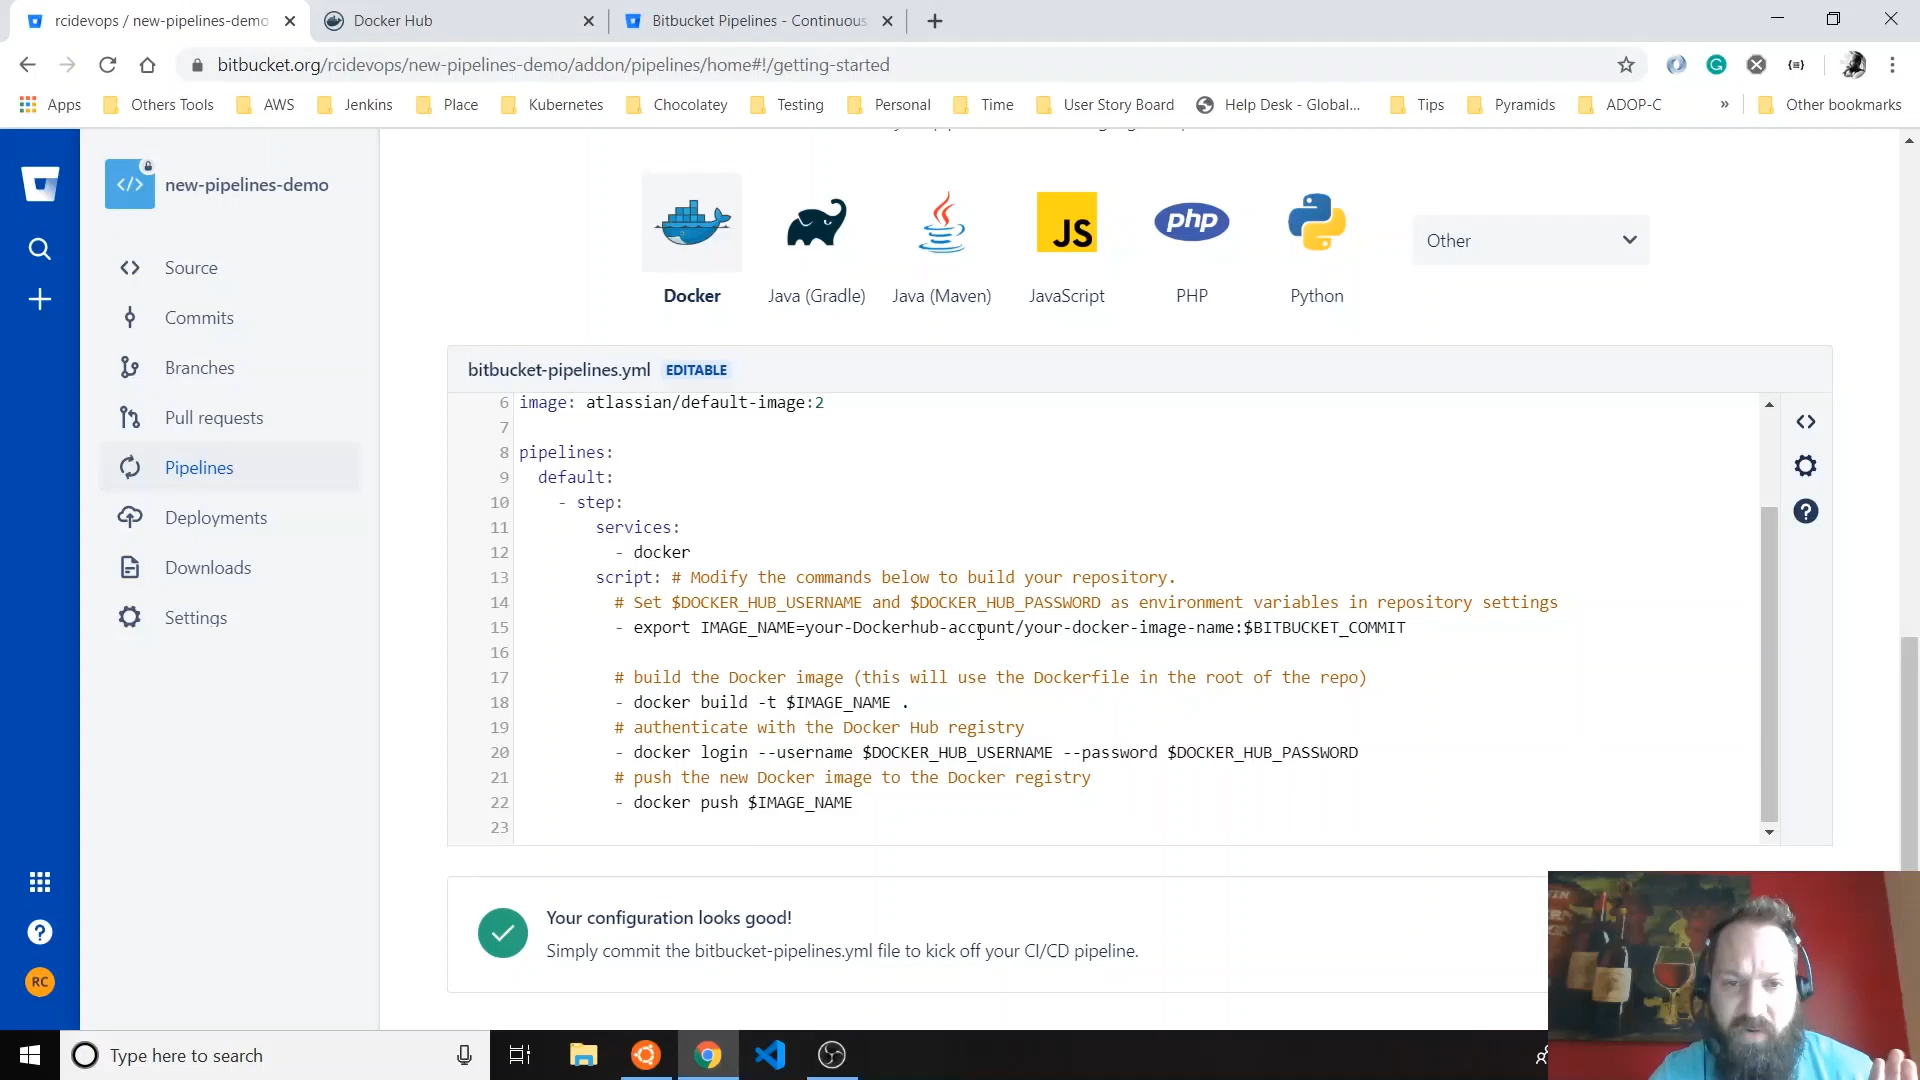 rcidevops / new-pipelines-demo
Docker Hub
Bitbucket Pipelines - Continuous
bitbucket.org/rcidevops/new-pipelines-demo/addon/pipelines/home#!/getting-started
Apps
Others Tools
AWS
Jenkins
Place
Kubernetes
Chocolatey
Testing
Personal
Time
User Story Board
Help Desk - Global...
Tips
Pyramids
ADOP-C
»
Other bookmarks
new-pipelines-demo
Source
Commits
Branches
Pull requests
Pipelines
Deployments
Downloads
Settings
RC
JS
php
Docker
Java (Gradle)
Java (Maven)
JavaScript
PHP
Python
Other
bitbucket-pipelines.yml EDITABLE
6 image: atlassian/default-image:2
7
8 pipelines:
9 default:
10 - step:
11 services:
12 - docker
13 script: # Modify the commands below to build your repository.
14 # Set $DOCKER_HUB_USERNAME and $DOCKER_HUB_PASSWORD as environment variables in repository settings
15 - export IMAGE_NAME=your-Dockerhub-account/your-docker-image-name:$BITBUCKET_COMMIT
16
17 # build the Docker image (this will use the Dockerfile in the root of the repo)
18 - docker build -t $IMAGE_NAME .
19 # authenticate with the Docker Hub registry
20 - docker login --username $DOCKER_HUB_USERNAME --password $DOCKER_HUB_PASSWORD
21 # push the new Docker image to the Docker registry
22 - docker push $IMAGE_NAME
23
Your configuration looks good!
Simply commit the bitbucket-pipelines.yml file to kick off your CI/CD pipeline.
Type here to search